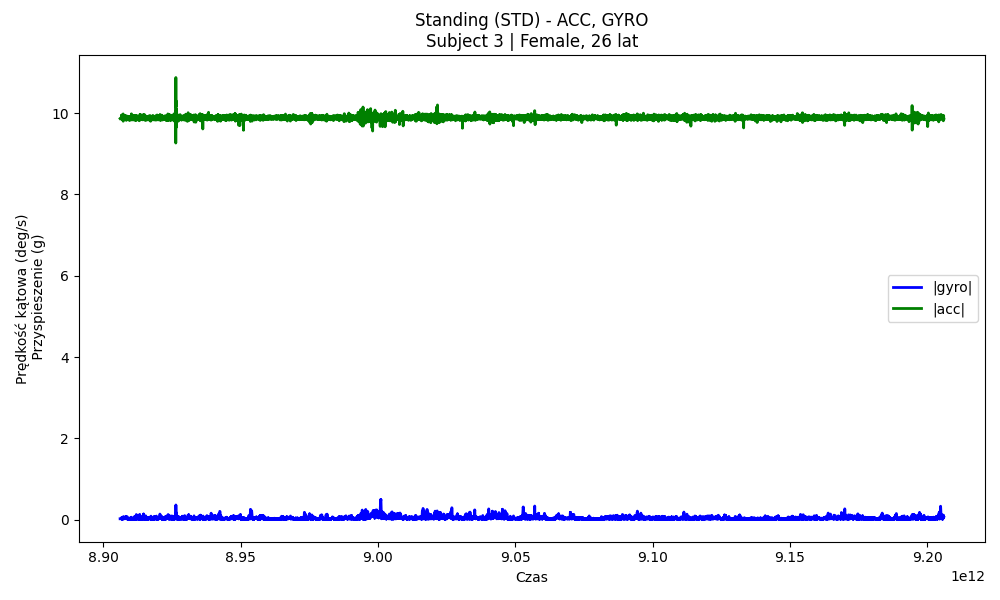 Standing (STD) - ACC, GYRO
Subject 3 | Female, 26 lat
Prędkość kątowa (deg/s)
Przyspieszenie (g)
10
8
6
4
2
0
|gyro|
|acc|
8.90
8.95
9.00
9.05
9.10
9.15
9.20
1e12
Czas